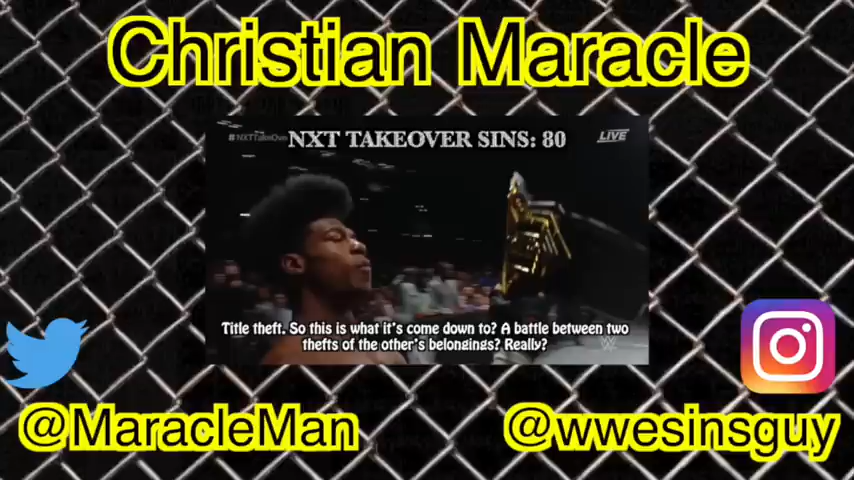 Christian Maracle
#NXTTakeOver
NXT TAKEOVER SINS: 80
LIVE
Title theft. So this is what it's come down to? A battle between two
thefts of the other's belongings? Really?
@MaracleMan
@wwesinsguy